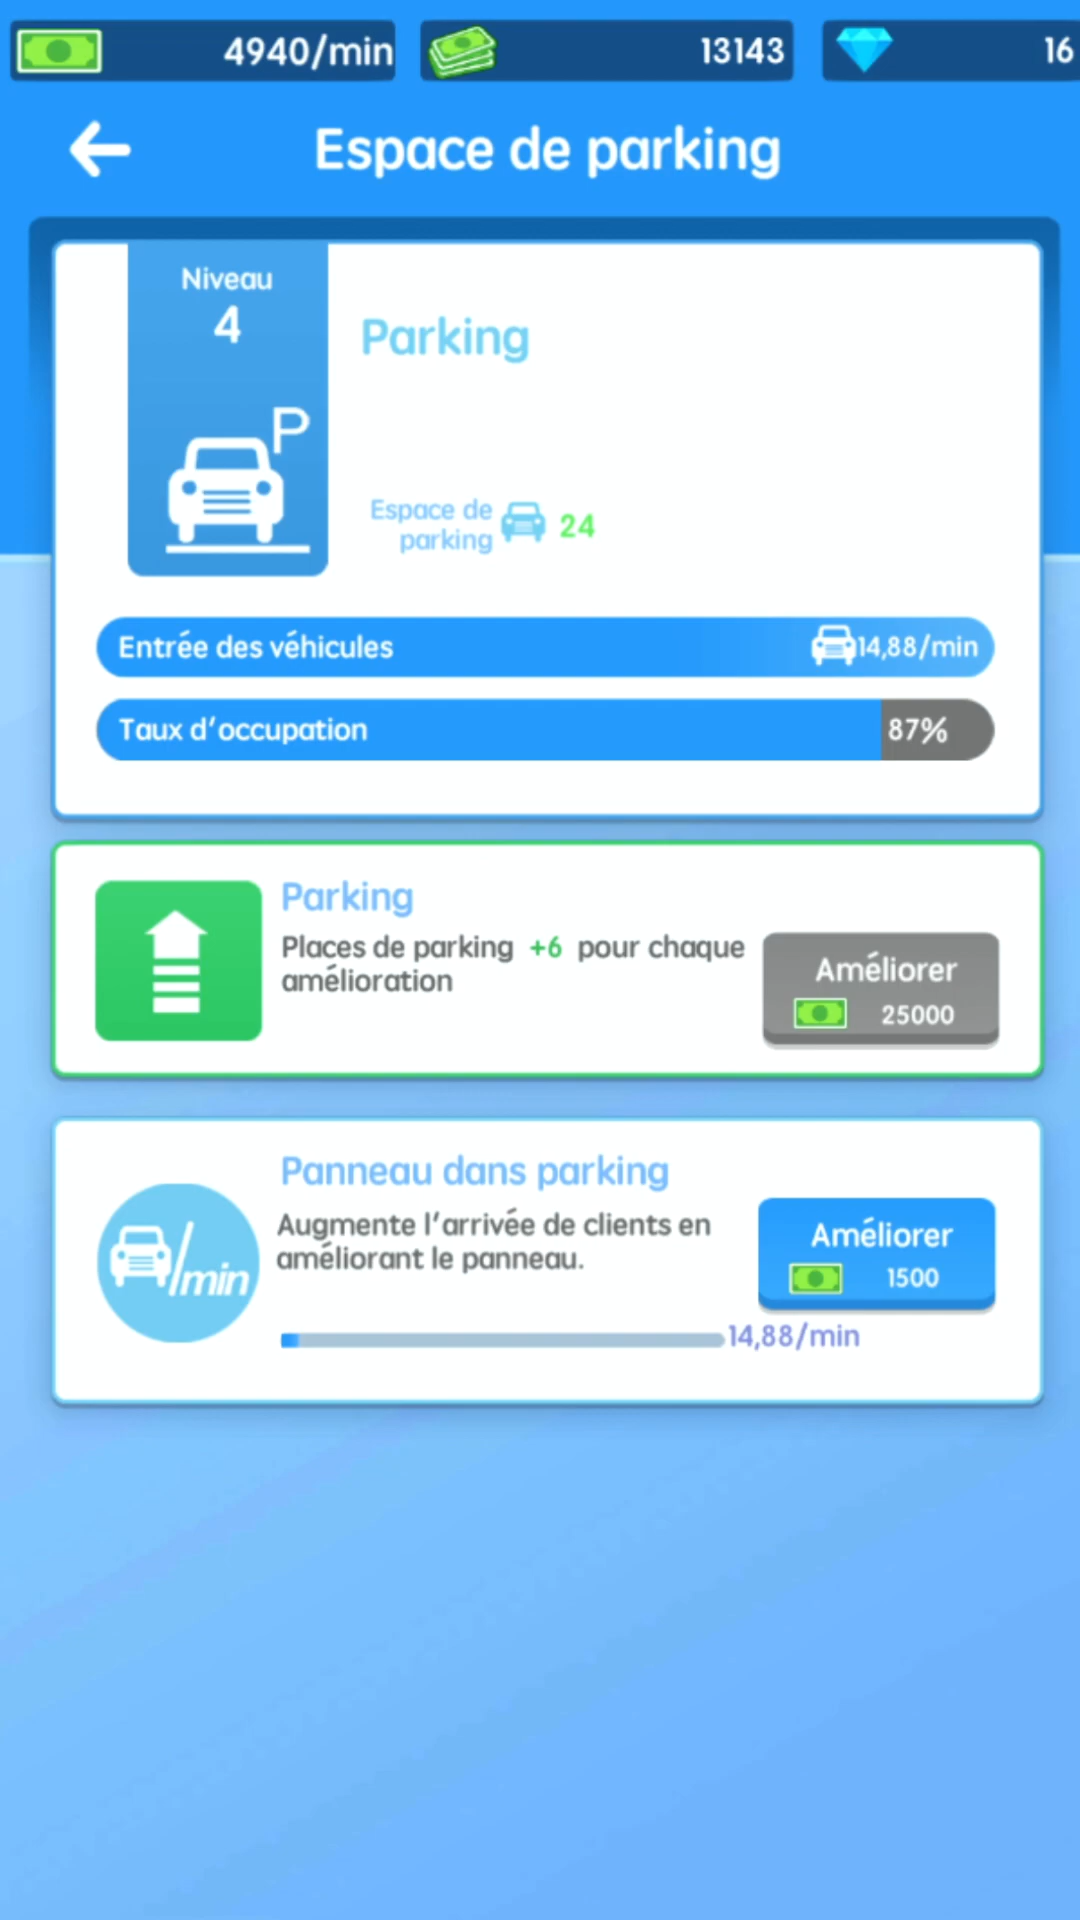 4940/min 13143 16
Espace de parking
Niveau
4
Parking
P
Espace de
parking 24
Entrée des véhicules 14,88/min
Taux d'occupation 87%
Parking
Places de parking +6 pour chaque
amélioration
Améliorer
25000
Panneau dans parking
Augmente l'arrivée de clients en
améliorant le panneau.
/min
Améliorer
1500
14,88/min